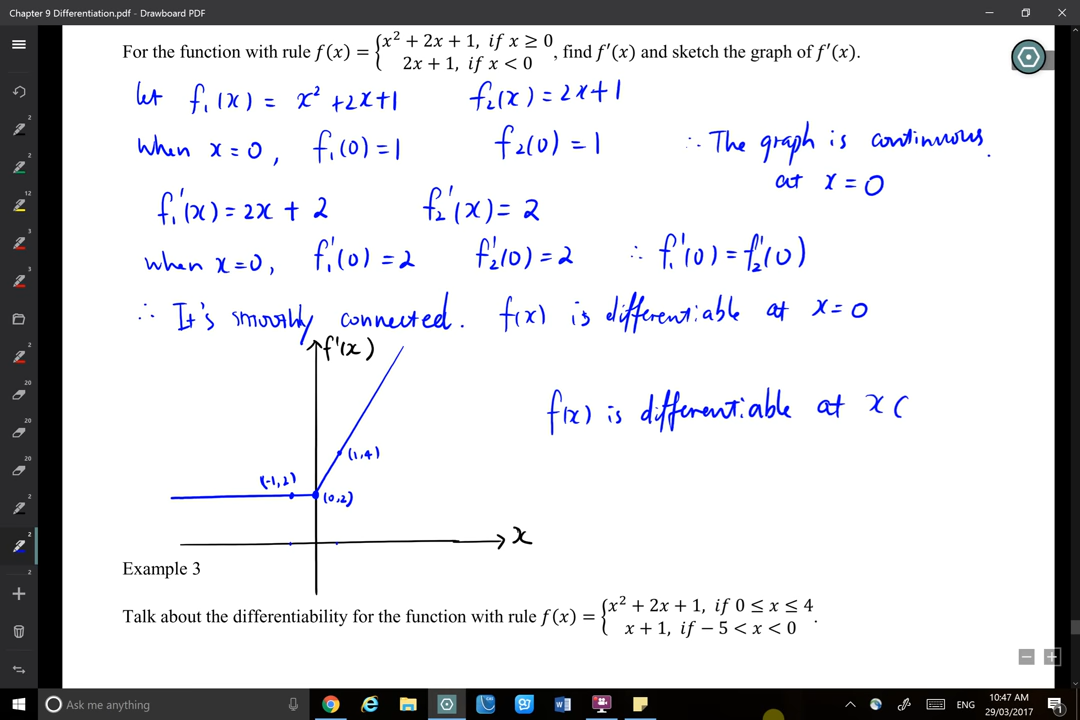 Chapter 9 Differentiation.pdf - Drawboard PDF
For the function with rule f(x) = {x² + 2x + 1, if x ≥ 0
2x + 1, if x < 0 , find f′(x) and sketch the graph of f′(x).
let f₁(x) = x² + 2x + 1 f₂(x) = 2x + 1
when x = 0, f₁(0) = 1 f₂(0) = 1 ∴ The graph is continuous.
at x = 0
f₁'(x) = 2x + 2 f₂'(x) = 2
when x = 0, f₁'(0) = 2 f₂'(0) = 2 ∴ f₁'(0) = f₂'(0)
∴ It's smoothly connected. f(x) is differentiable at x = 0
f'(x)
f(x) is differentiable at x (
(1,4)
(-1,2)
(0,2)
x
Example 3
Talk about the differentiability for the function with rule f(x) = {x² + 2x + 1, if 0 ≤ x ≤ 4
x + 1, if − 5 < x < 0 .
Ask me anything
ENG
10:47 AM
29/03/2017